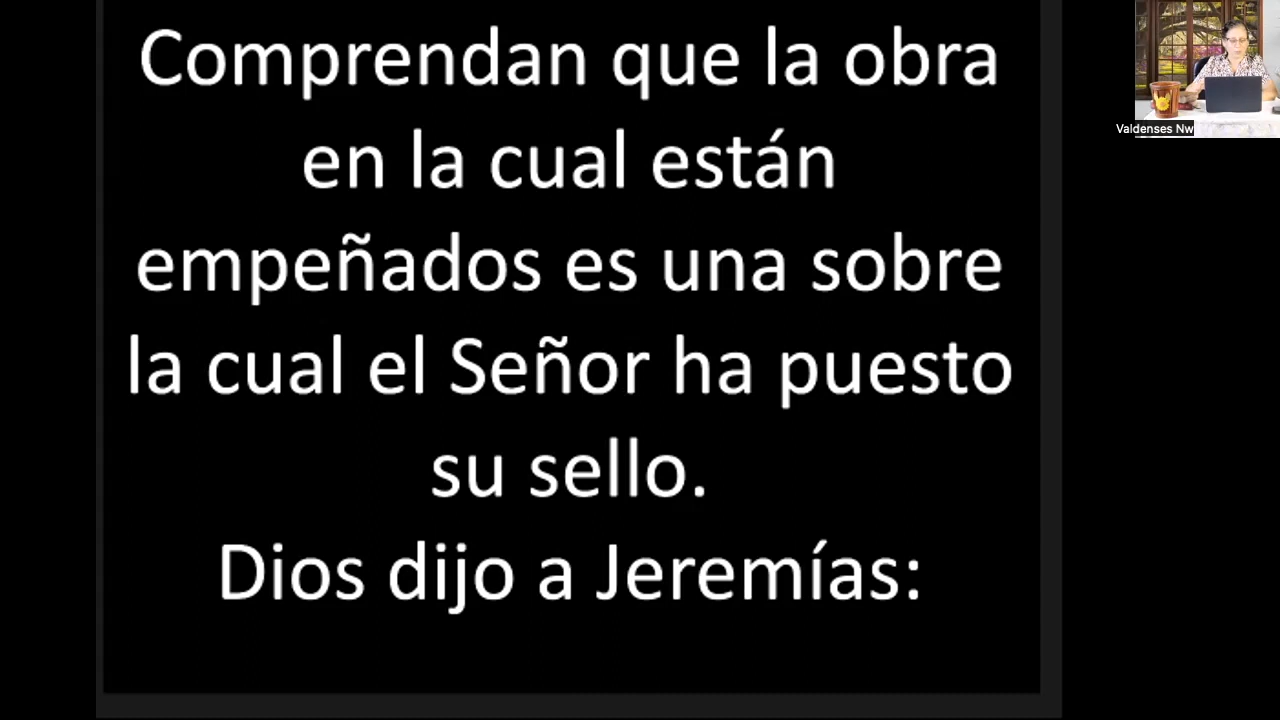 Comprendan que la obra
en la cual están
empeñados es una sobre
la cual el Señor ha puesto
su sello.
Dios dijo a Jeremías:
Valdenses Nw